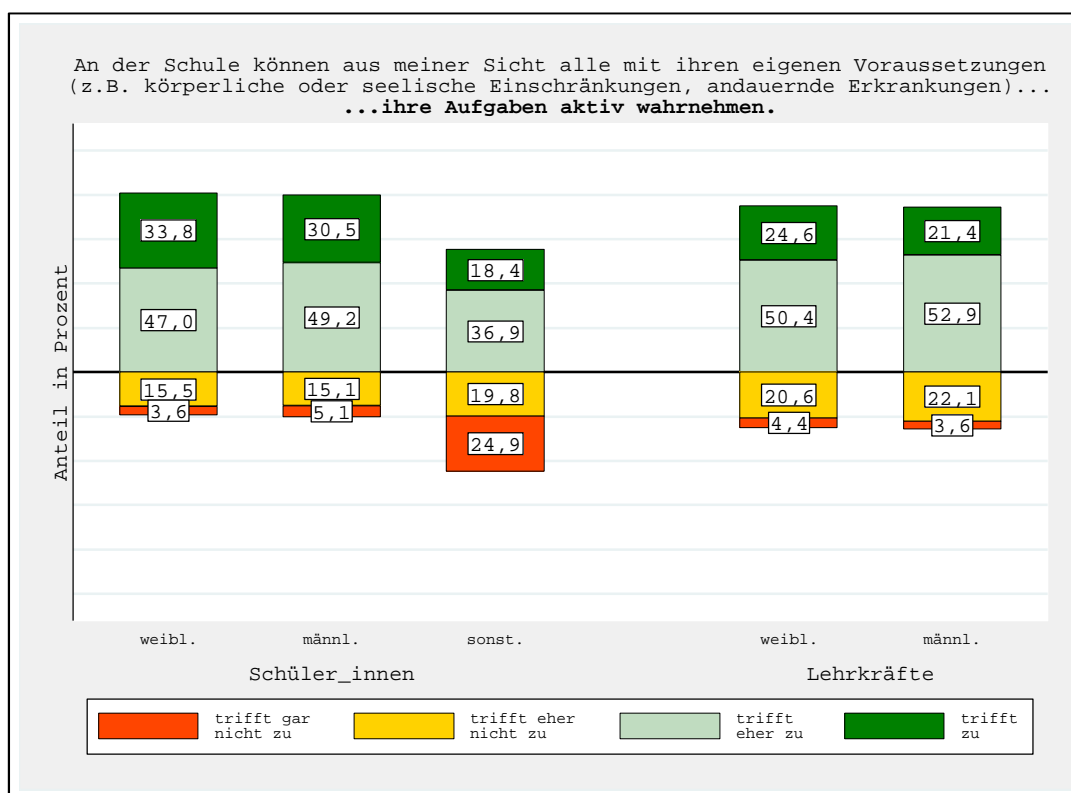 An der Schule können aus meiner Sicht alle mit ihren eigenen Voraussetzungen
(z.B. körperliche oder seelische Einschränkungen, andauernde Erkrankungen)...
...ihre Aufgaben aktiv wahrnehmen.
Anteil in Prozent
33,8
30,5
18,4
24,6
21,4
47,0
49,2
36,9
50,4
52,9
15,5
15,1
19,8
20,6
22,1
3,6
5,1
24,9
4,4
3,6
weibl.
männl.
sonst.
weibl.
männl.
Schüler_innen
Lehrkräfte
trifft gar
nicht zu
trifft eher
nicht zu
trifft
eher zu
trifft
zu